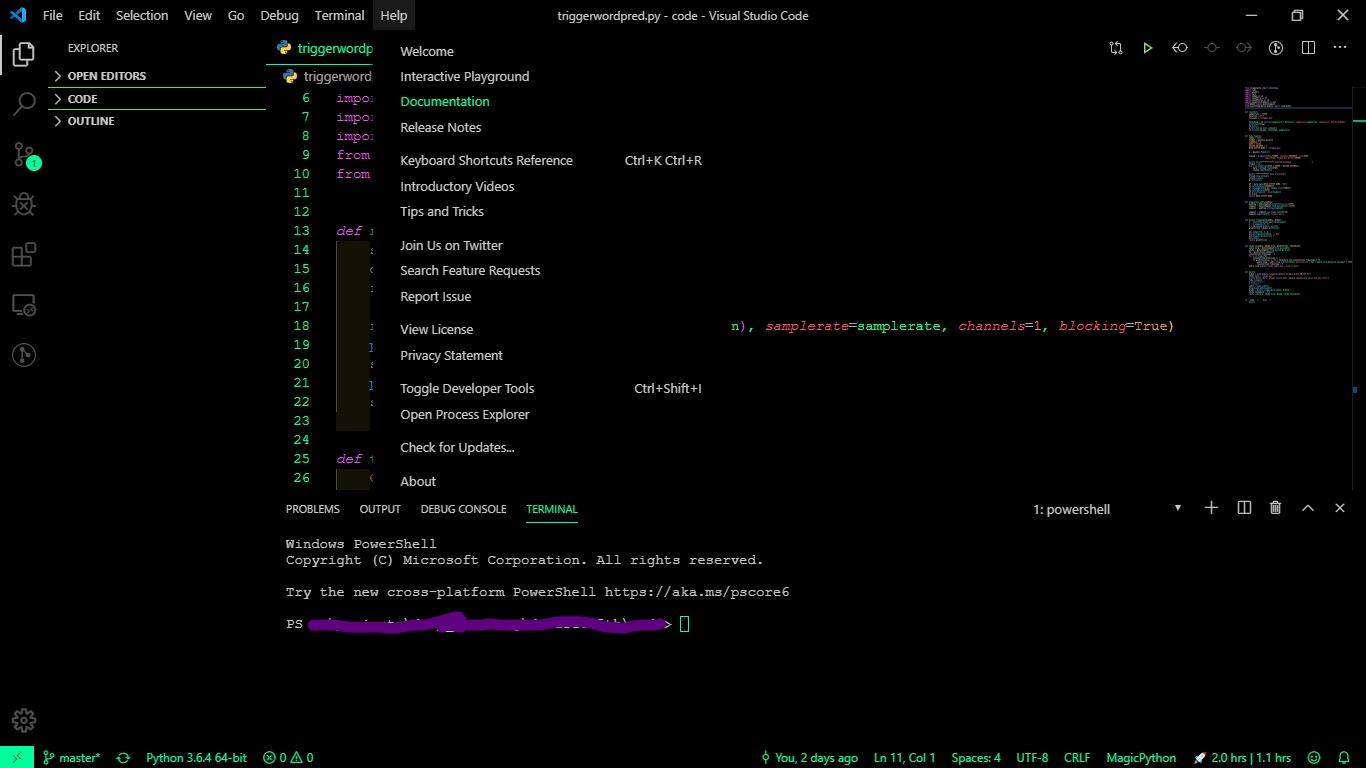 File Edit Selection View Go Debug Terminal Help triggerwordpred.py - code - Visual Studio Code
EXPLORER
OPEN EDITORS
CODE
OUTLINE
1
triggerwordp
triggerword
6 impo
7 impo
8 impo
9 from
10 from
11
12
13 def
14
15
16
17
18 n), samplerate=samplerate, channels=1, blocking=True)
19
20
21
22
23
24
25 def
26
Welcome
Interactive Playground
Documentation
Release Notes
Keyboard Shortcuts Reference Ctrl+K Ctrl+R
Introductory Videos
Tips and Tricks
Join Us on Twitter
Search Feature Requests
Report Issue
View License
Privacy Statement
Toggle Developer Tools Ctrl+Shift+I
Open Process Explorer
Check for Updates...
About
PROBLEMS OUTPUT DEBUG CONSOLE TERMINAL 1: powershell
Windows PowerShell
Copyright (C) Microsoft Corporation. All rights reserved.
Try the new cross-platform PowerShell https://aka.ms/pscore6
PS >
master* Python 3.6.4 64-bit 0 0 You, 2 days ago Ln 11, Col 1 Spaces: 4 UTF-8 CRLF MagicPython 2.0 hrs | 1.1 hrs